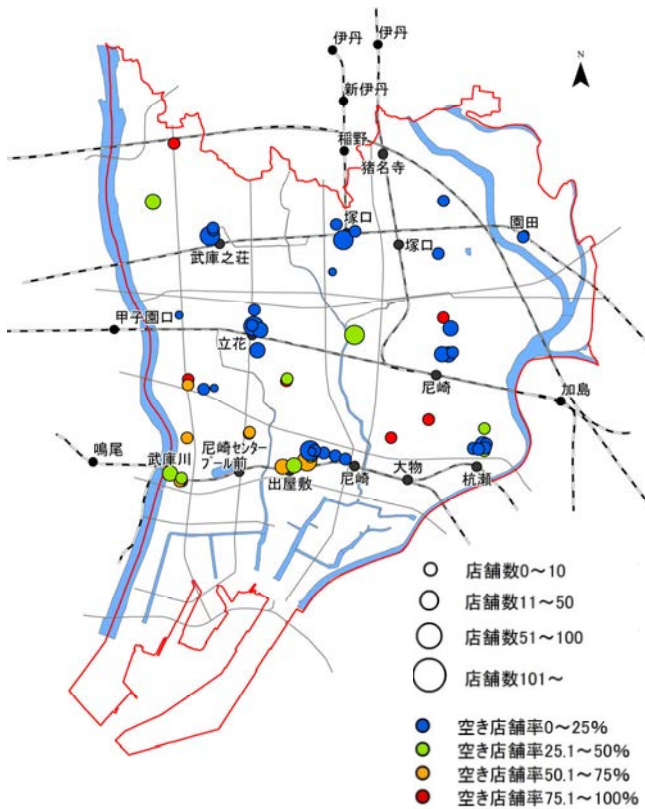 伊丹
伊丹
N
新伊丹
稲野
猪名寺
塚口
園田
武庫之荘
塚口
甲子園口
立花
尼崎
加島
鳴尾
武庫川
尼崎センター
プール前
出屋敷
尼崎
大物
杭瀬
店舗数0～10
店舗数11～50
店舗数51～100
店舗数101～
空き店舗率0～25%
空き店舗率25.1～50%
空き店舗率50.1～75%
空き店舗率75.1～100%